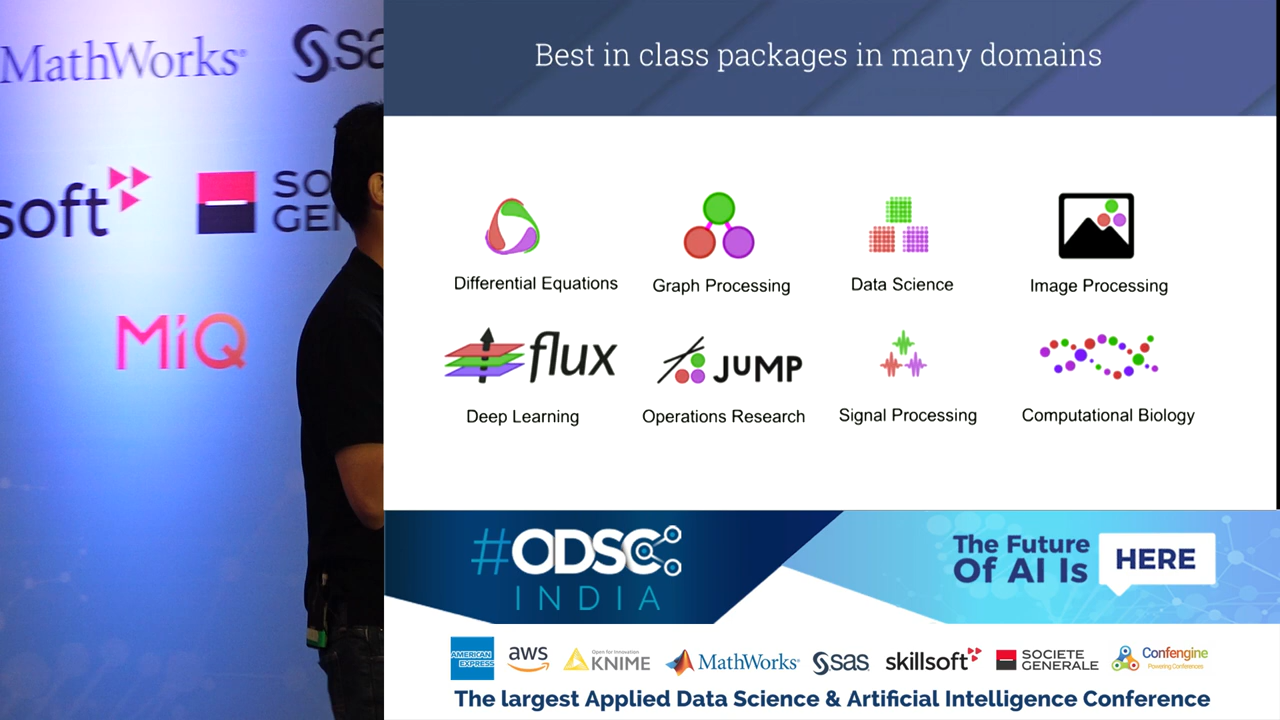 MathWorks
Ssa
soft
SO
GEI
MiQ
Best in class packages in many domains
Differential Equations
Graph Processing
Data Science
Image Processing
flux
JuMP
Deep Learning
Operations Research
Signal Processing
Computational Biology
#ODSC
INDIA
The Future
Of AI Is
HERE
AMERICAN
EXPRESS
aws
Open for Innovation
KNIME
MathWorks
sas
skillsoft
SOCIETE
GENERALE
Confengine
Powering Conferences
The largest Applied Data Science & Artificial Intelligence Conference